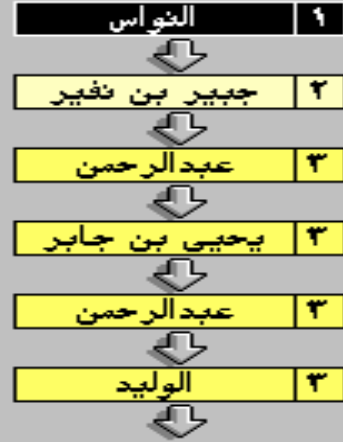 ١ النواس
٢ جبير بن نفير
٣ عبدالرحمن
٣ يحيى بن جابر
٣ عبدالرحمن
٣ الوليد